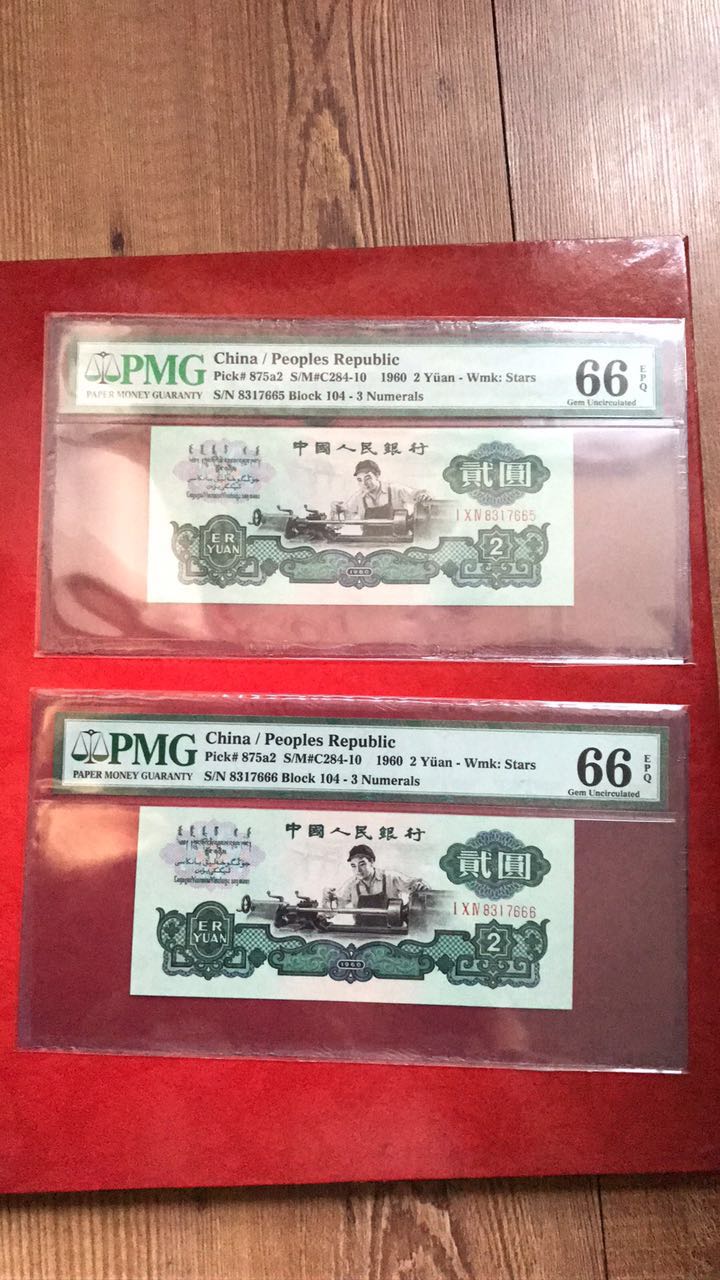 PMG
PAPER MONEY GUARANTY
China / Peoples Republic
Pick# 875a2 S/M#C284-10 1960 2 Yüan - Wmk: Stars
S/N 8317665 Block 104 - 3 Numerals
66 EPQ
Gem Uncirculated
中國人民銀行
貳圓
I X IV 8317665
ER YUAN
2
1960
PMG
PAPER MONEY GUARANTY
China / Peoples Republic
Pick# 875a2 S/M#C284-10 1960 2 Yüan - Wmk: Stars
S/N 8317666 Block 104 - 3 Numerals
66 EPQ
Gem Uncirculated
中國人民銀行
貳圓
I X IV 8317666
ER YUAN
2
1960